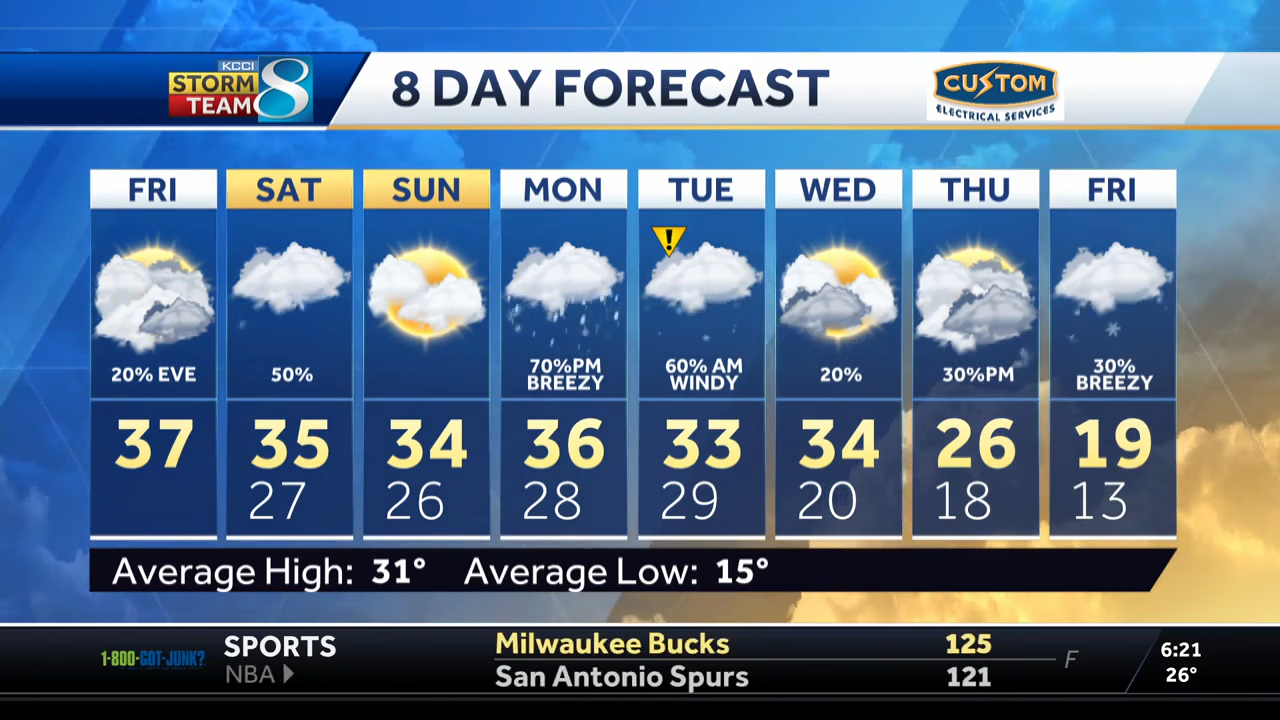 KCCI
STORM
TEAM
8
8 DAY FORECAST
CUSTOM
ELECTRICAL SERVICES
FRI SAT SUN MON TUE WED THU FRI
!
20% EVE 50% 70%PM BREEZY 60% AM WINDY 20% 30%PM 30% BREEZY
37 35 34 36 33 34 26 19
27 26 28 29 20 18 13
Average High: 31° Average Low: 15°
1-800-GOT-JUNK?
SPORTS
NBA
Milwaukee Bucks 125
San Antonio Spurs 121
F
6:21
26°